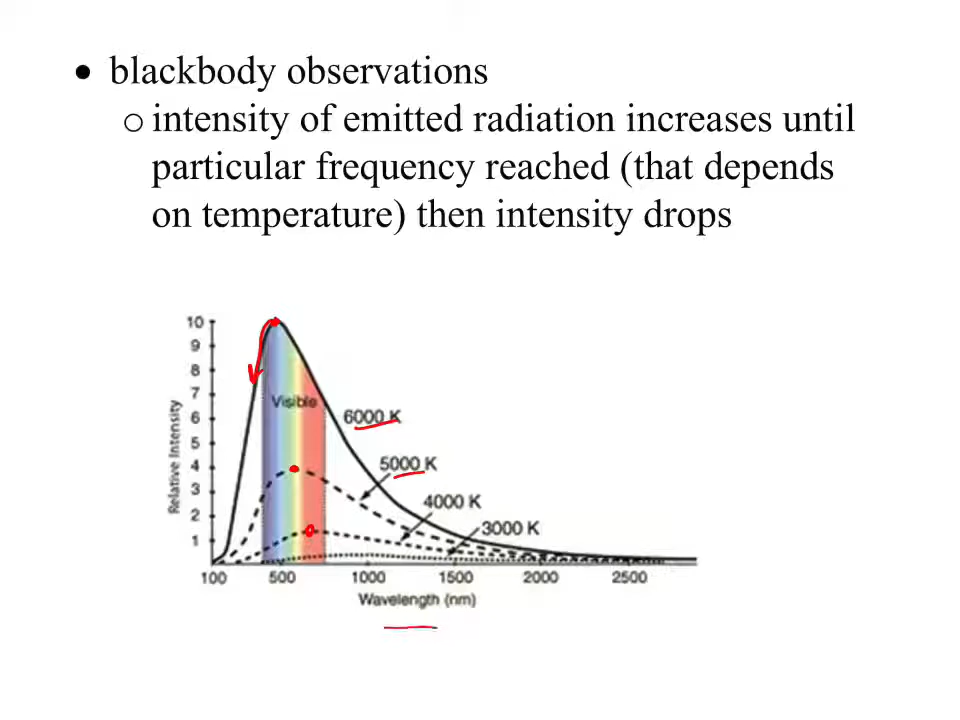 • blackbody observations
o intensity of emitted radiation increases until
particular frequency reached (that depends
on temperature) then intensity drops
10
9
8
7
6
5
4
3
2
1
Relative Intensity
Visible
6000 K
5000 K
4000 K
3000 K
100 500 1000 1500 2000 2500
Wavelength (nm)